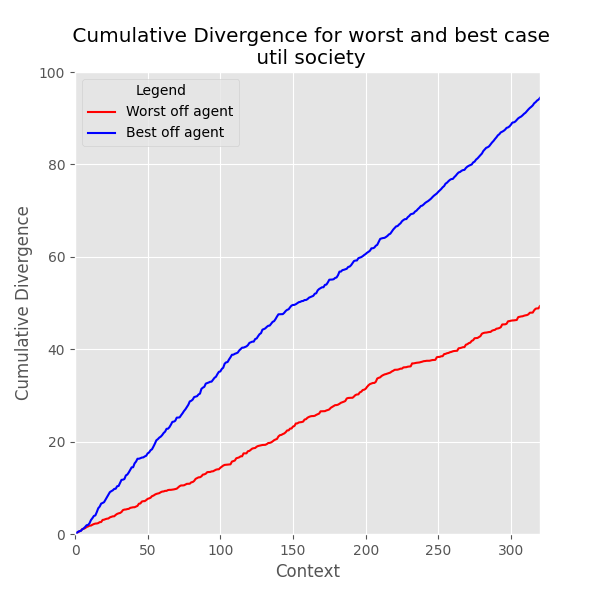 Cumulative Divergence for worst and best case
util society
Legend
Worst off agent
Best off agent
Cumulative Divergence
100
80
60
40
20
0
0 50 100 150 200 250 300
Context